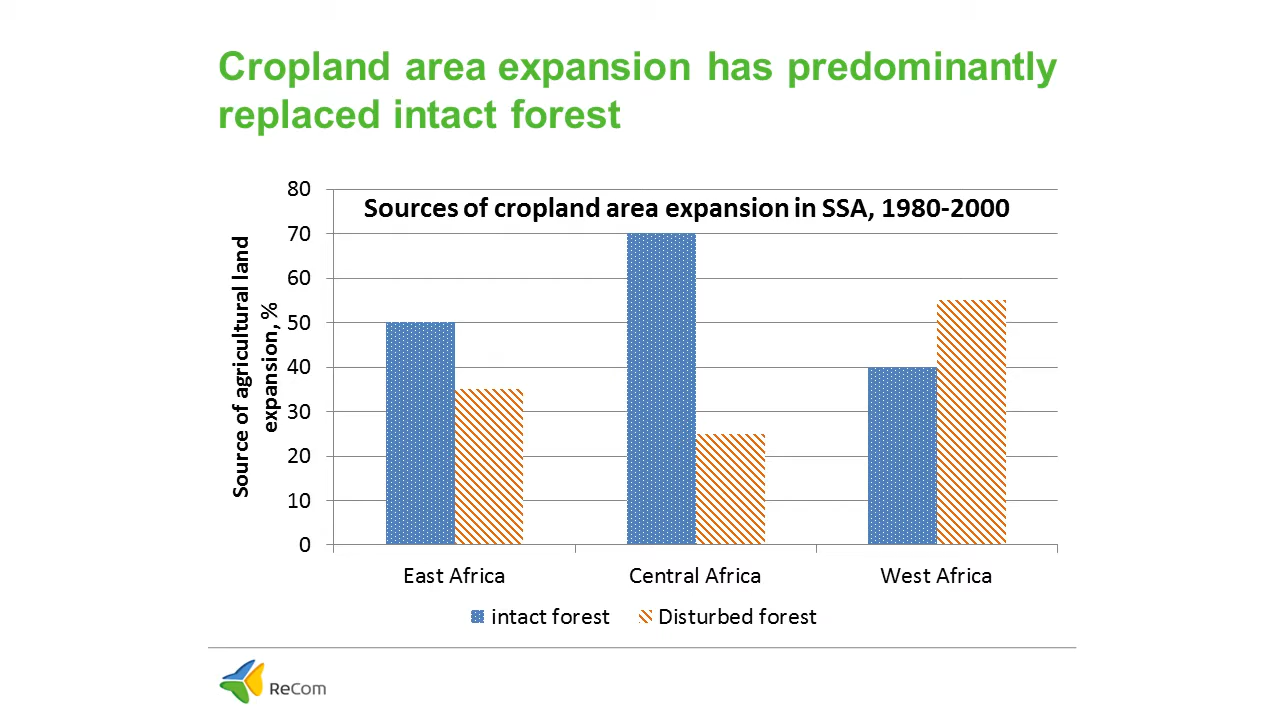 Cropland area expansion has predominantly
replaced intact forest
Sources of cropland area expansion in SSA, 1980-2000
Source of agricultural land
expansion, %
80
70
60
50
40
30
20
10
0
East Africa
Central Africa
West Africa
intact forest
Disturbed forest
ReCom